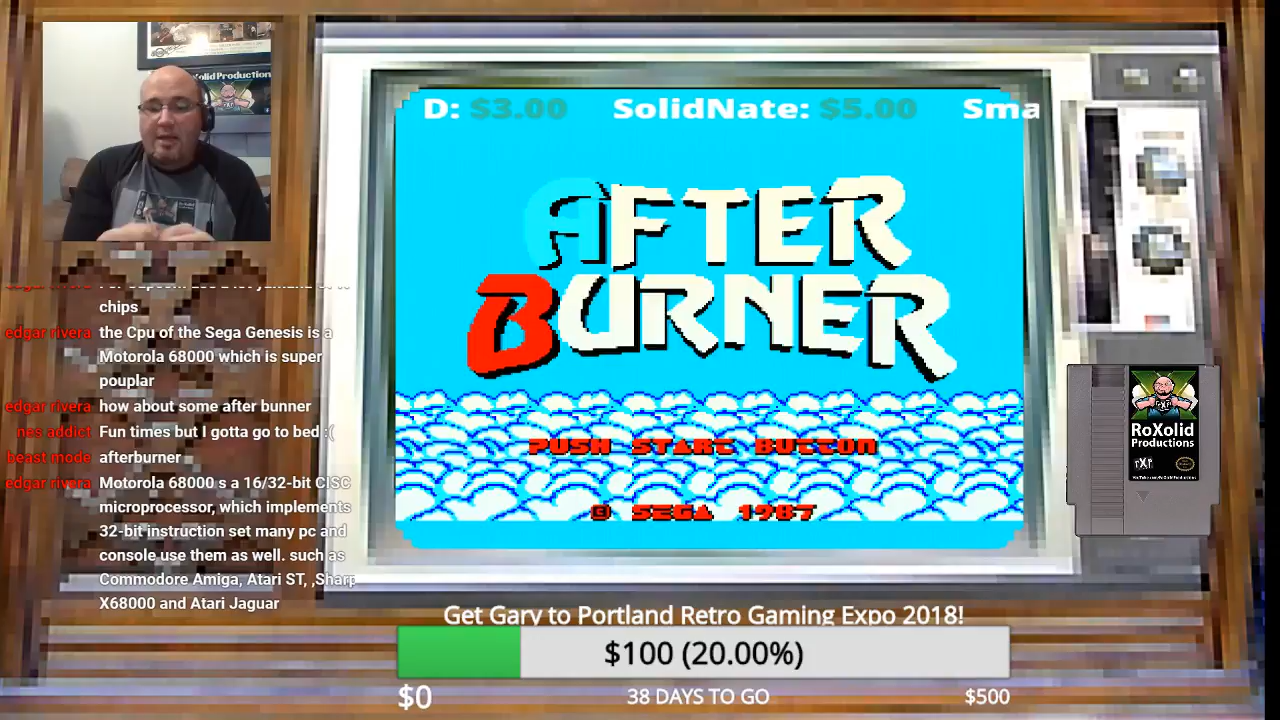 Xolid Production
D: $3.00 SolidNate: $5.00 Sma
AFTER
BURNER
PUSH START BUTTON
© SEGA 1987
chips
edgar rivera the Cpu of the Sega Genesis is a
Motorola 68000 which is super
pouplar
edgar rivera how about some after bunner
nes addict Fun times but I gotta go to bed :(
beast mode afterburner
edgar rivera Motorola 68000 s a 16/32-bit CISC
microprocessor, which implements
32-bit instruction set many pc and
console use them as well. such as
Commodore Amiga, Atari ST, ,Sharp
X68000 and Atari Jaguar
RoXolid
Productions
Get Gary to Portland Retro Gaming Expo 2018!
$100 (20.00%)
$0 38 DAYS TO GO $500